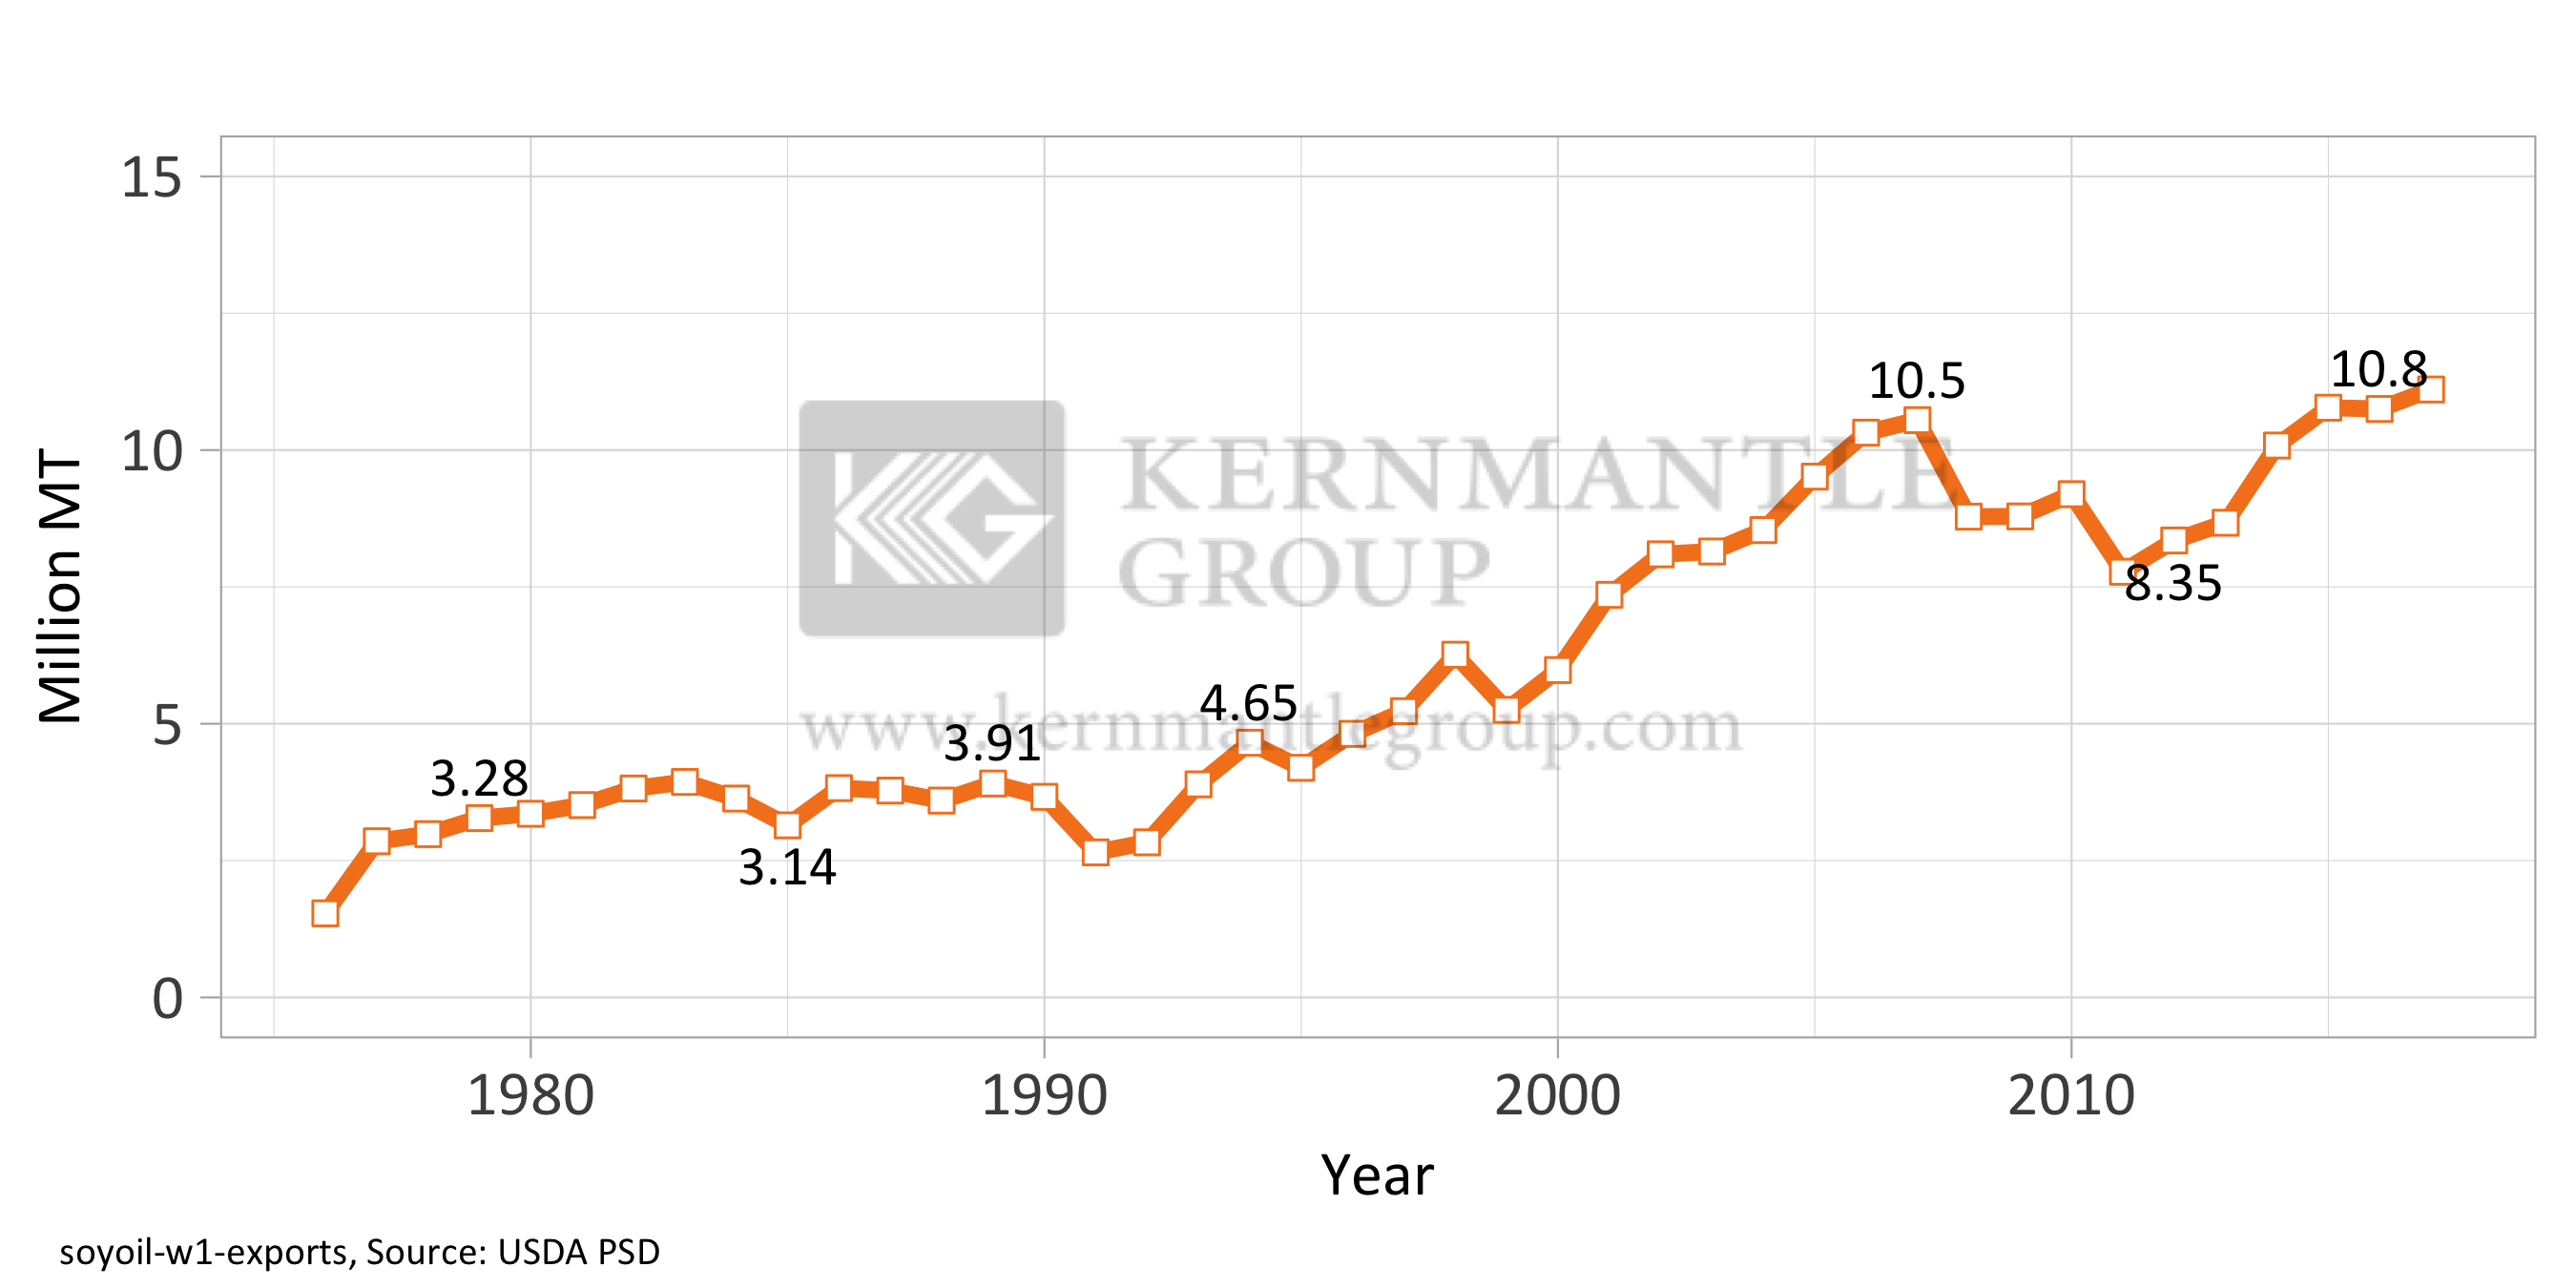 15
10
5
0
Million MT
3.28
3.14
3.91
4.65
10.5
8.35
10.8
KG
KERNMANTLE
GROUP
www.kernmantlegroup.com
1980 1990 2000 2010
Year
soyoil-w1-exports, Source: USDA PSD